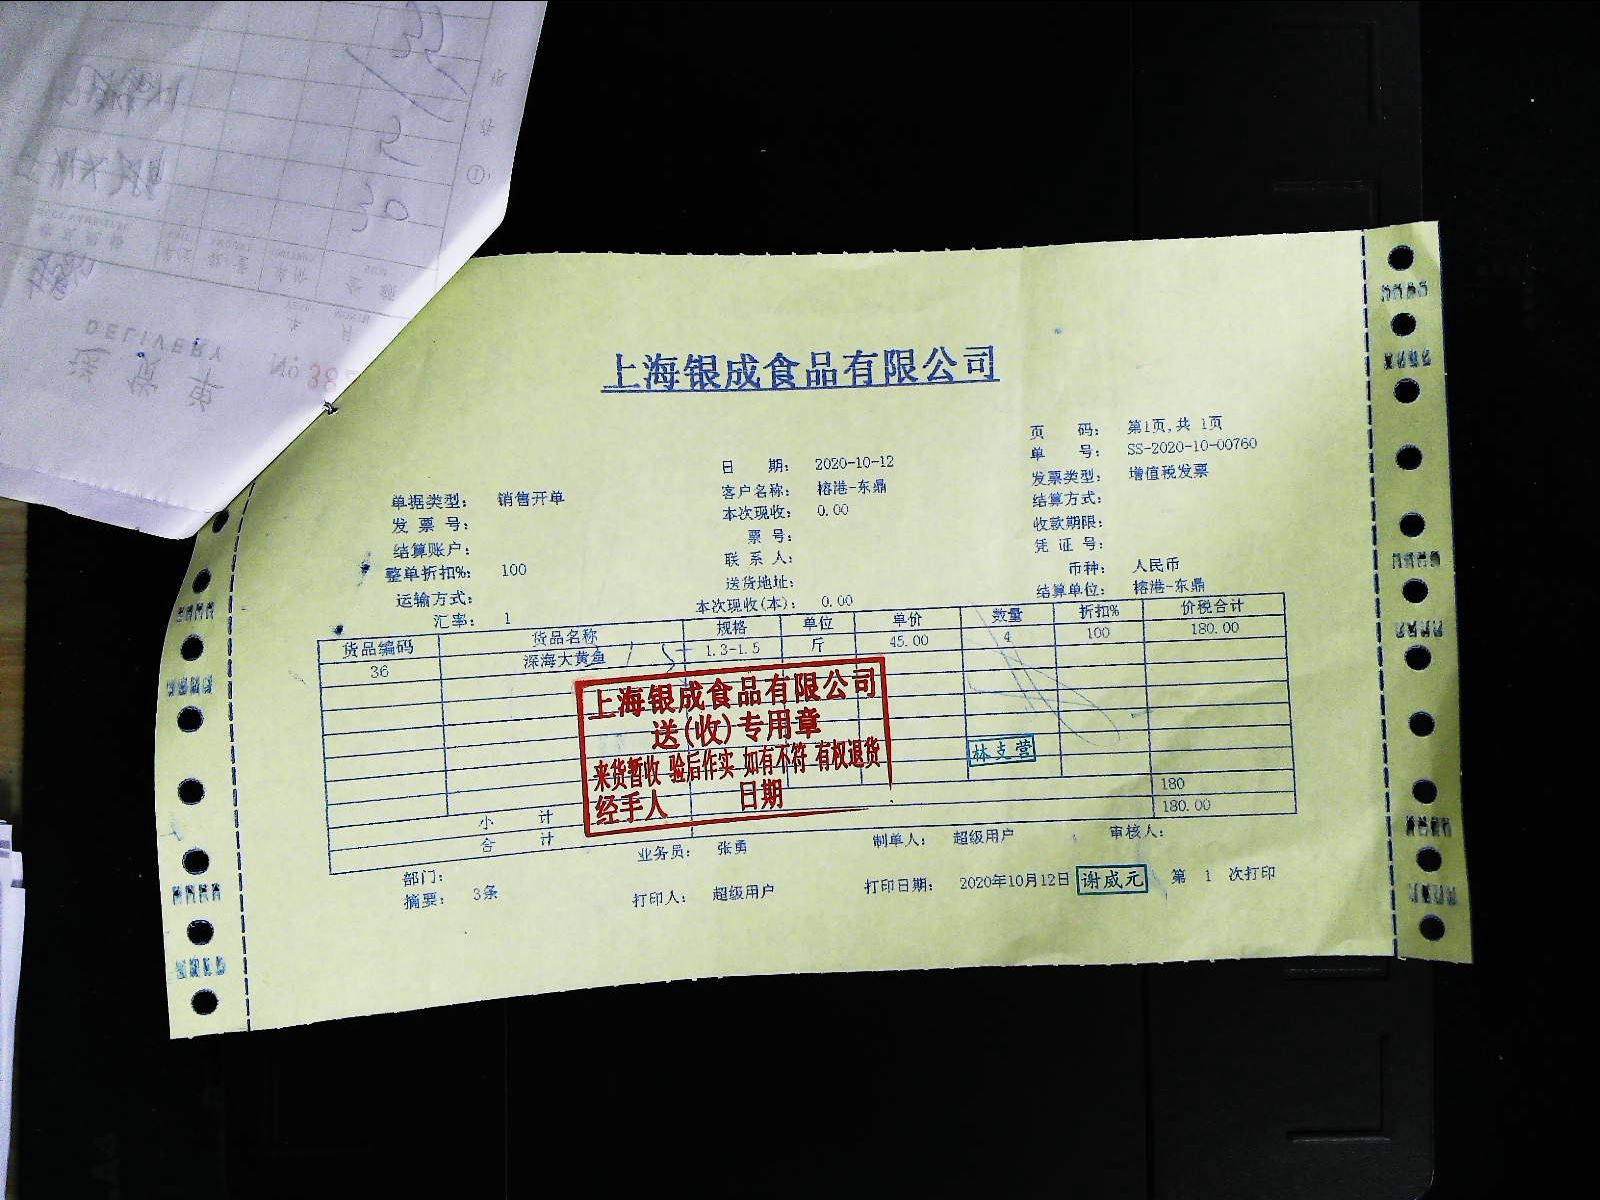 DELIVERY
送货单
No 38
上海银成食品有限公司
页 码: 第1页,共 1页
日 期: 2020-10-12 单 号: SS-2020-10-00760
单据类型: 销售开单 客户名称: 榕港-东鼎 发票类型: 增值税发票
发 票 号: 本次现收: 0.00 结算方式:
结算账户: 票 号: 收款期限:
整单折扣%: 100 联 系 人: 凭 证 号:
运输方式: 送货地址: 币种: 人民币
汇率: 1 本次现收(本): 0.00 结算单位: 榕港-东鼎
货品编码 货品名称 规格 单位 单价 数量 折扣% 价税合计
36 深海大黄鱼 1.3-1.5 斤 45.00 4 100 180.00
上海银成食品有限公司
送(收)专用章
来货暂收 验后作实 如有不符 有权退货
经手人 日期
林支营
小 计 180
合 计 180.00
部门: 业务员: 张勇 制单人: 超级用户 审核人:
摘要: 3条 打印人: 超级用户 打印日期: 2020年10月12日 谢咸元 第 1 次打印